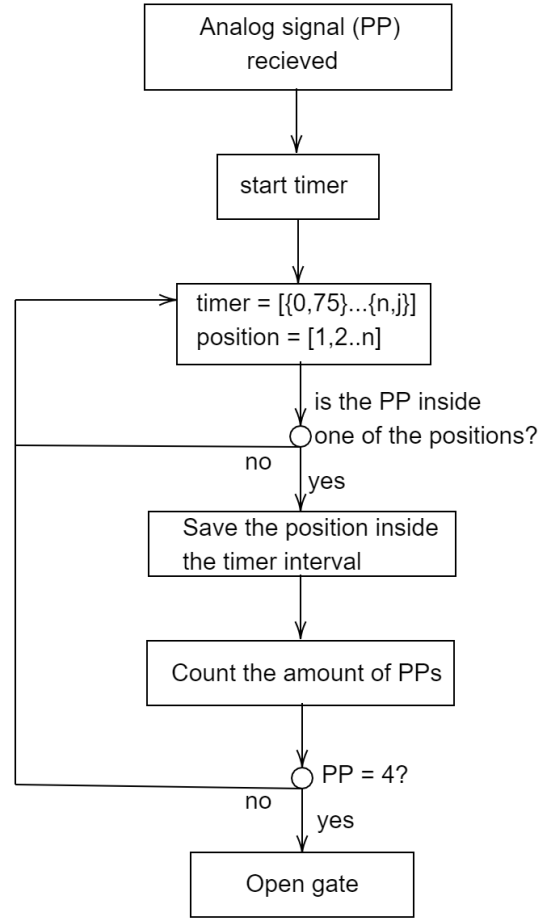 Analog signal (PP)
recieved
start timer
timer = [{0,75}...{n,j}]
position = [1,2..n]
is the PP inside
one of the positions?
no
yes
Save the position inside
the timer interval
Count the amount of PPs
PP = 4?
no
yes
Open gate